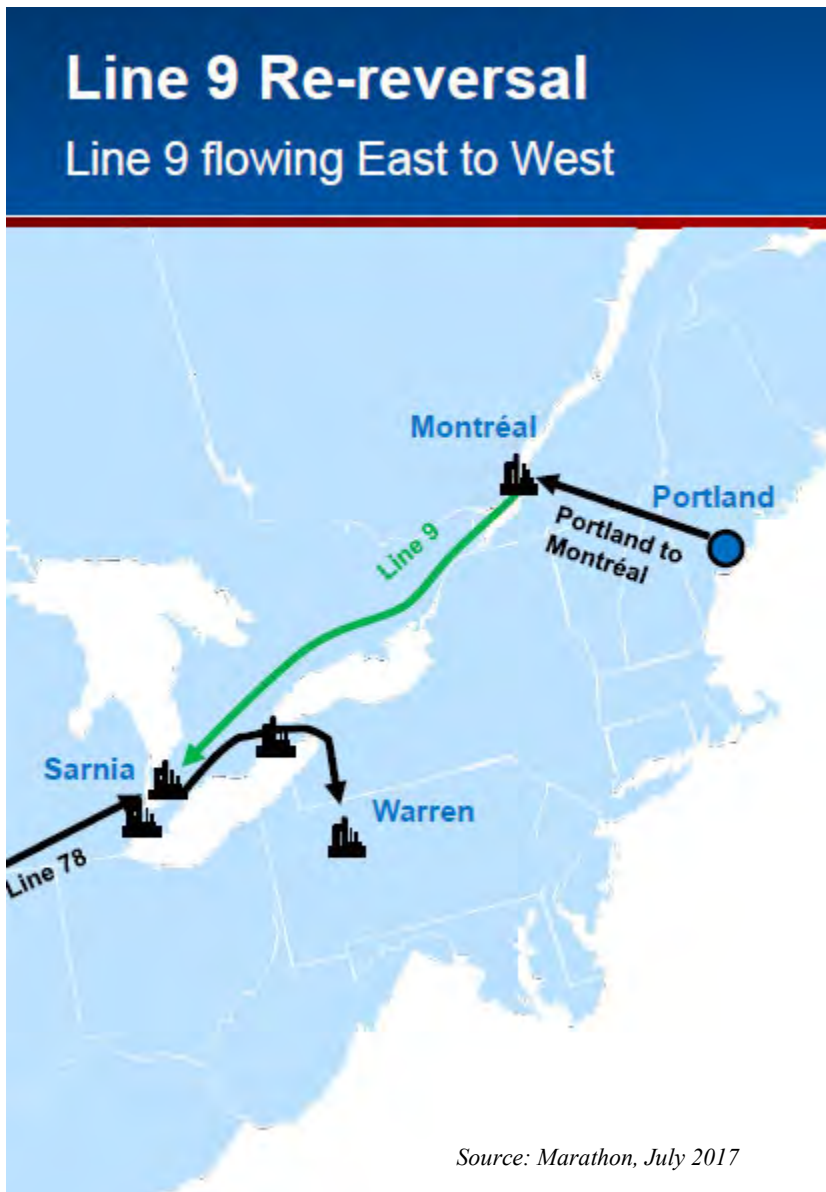 Line 9 Re-reversal
Line 9 flowing East to West
Montréal
Portland
Line 9
Portland to
Montréal
Sarnia
Warren
Line 78
Source: Marathon, July 2017